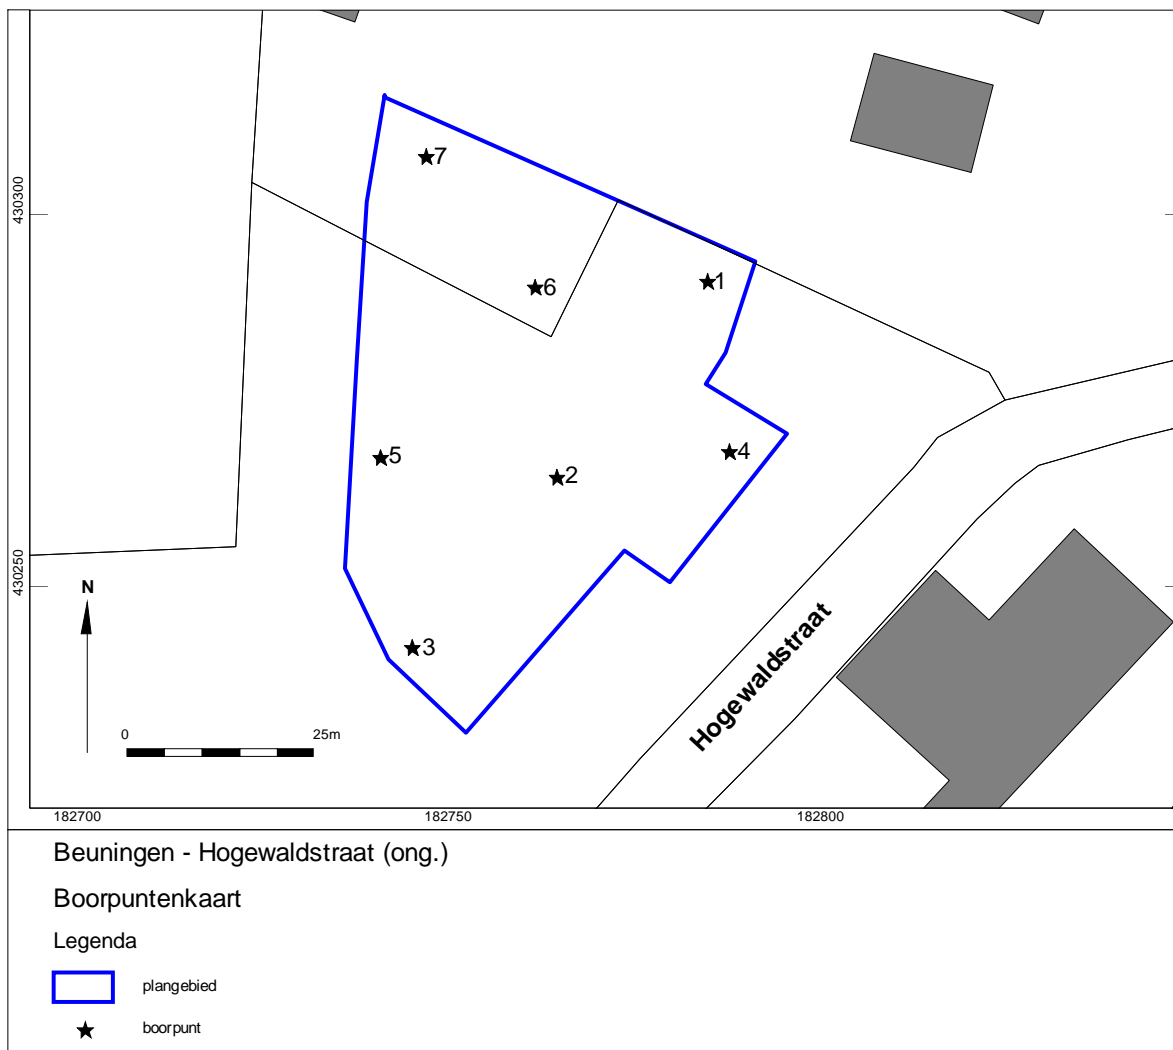 7
430300
1
6
5
2
4
430250
N
3
Hogewaldstraat
0 25m
182700 182750 182800
Beuningen - Hogewaldstraat (ong.)
Boorpuntenkaart
Legenda
plangebied
boorpunt